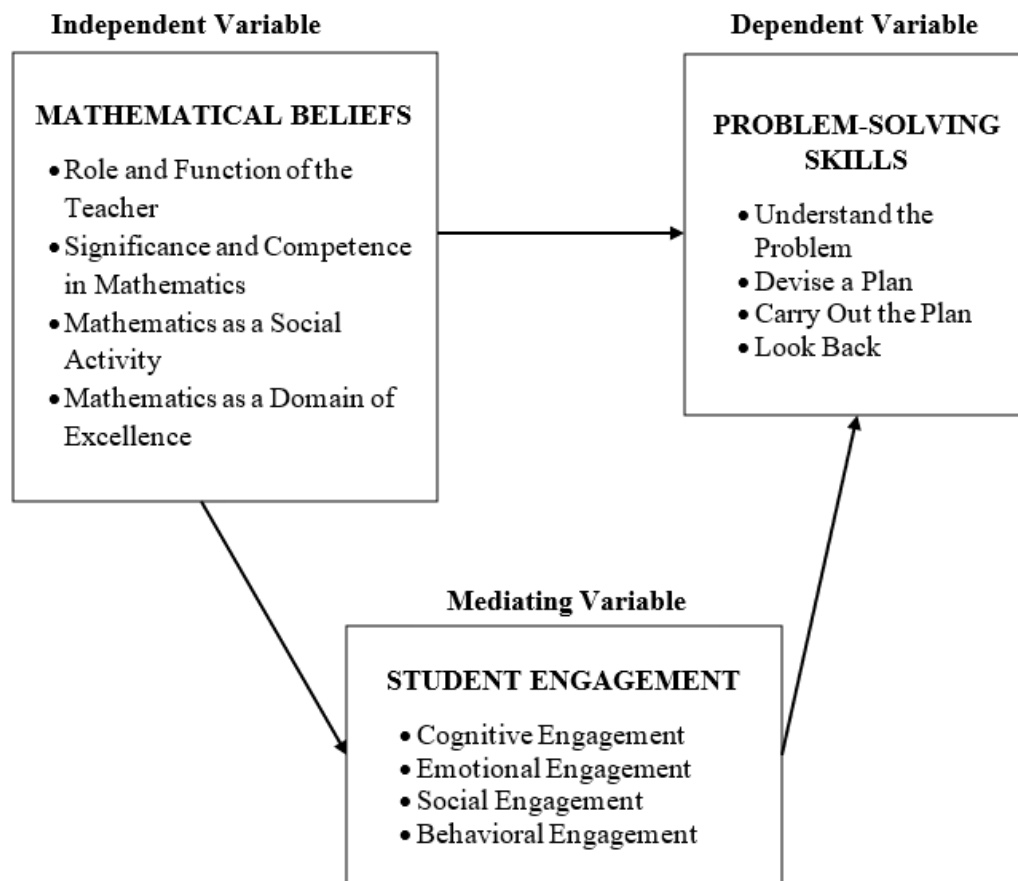 Independent Variable
MATHEMATICAL BELIEFS
• Role and Function of the
Teacher
• Significance and Competence
in Mathematics
• Mathematics as a Social
Activity
• Mathematics as a Domain of
Excellence
Dependent Variable
PROBLEM-SOLVING
SKILLS
• Understand the
Problem
• Devise a Plan
• Carry Out the Plan
• Look Back
Mediating Variable
STUDENT ENGAGEMENT
• Cognitive Engagement
• Emotional Engagement
• Social Engagement
• Behavioral Engagement